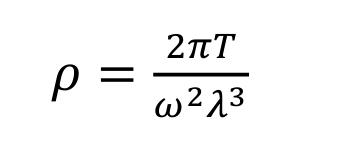 ρ = 2πT / ω²λ³